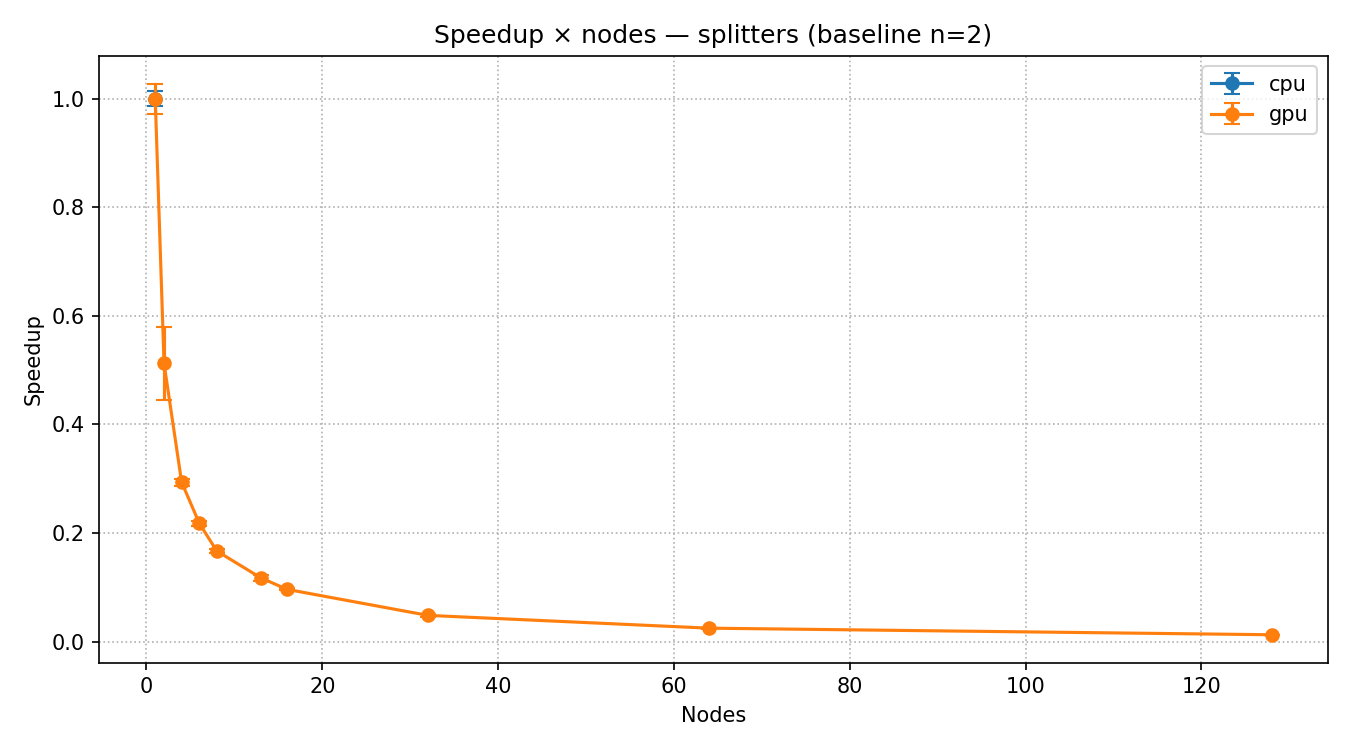 Speedup × nodes — splitters (baseline n=2)
cpu
gpu
Speedup
1.0
0.8
0.6
0.4
0.2
0.0
0 20 40 60 80 100 120
Nodes